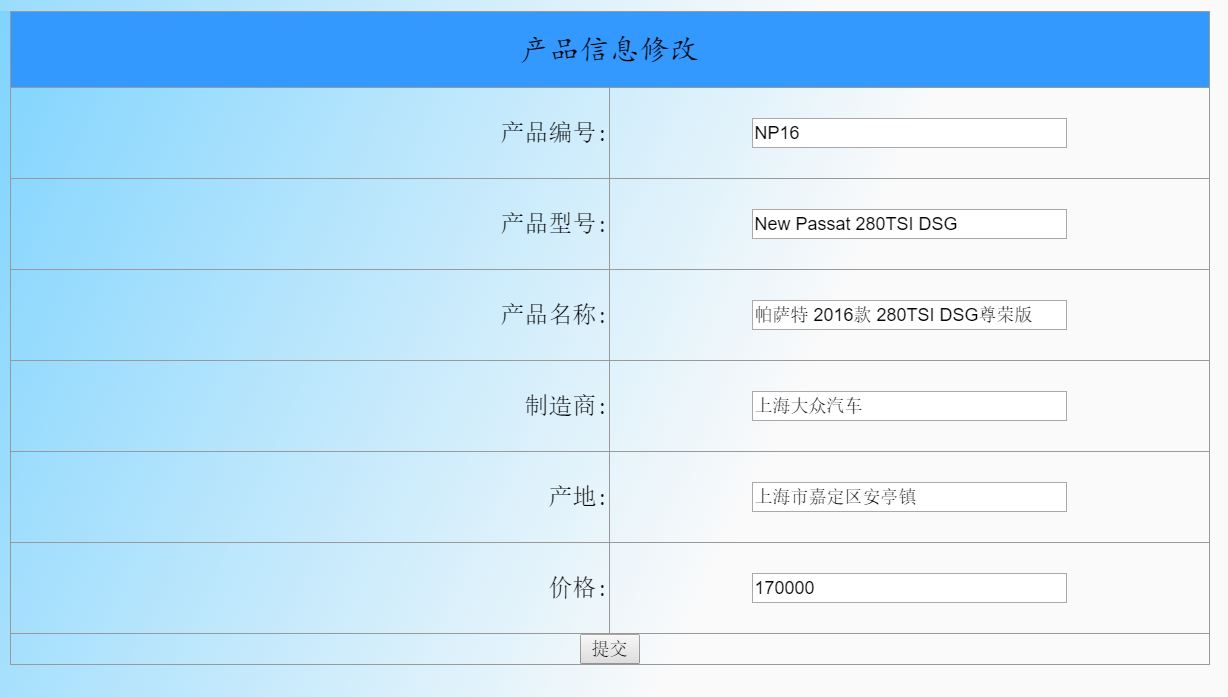 产品信息修改
产品编号: NP16
产品型号: New Passat 280TSI DSG
产品名称: 帕萨特 2016款 280TSI DSG尊荣版
制造商: 上海大众汽车
产地: 上海市嘉定区安亭镇
价格: 170000
提交